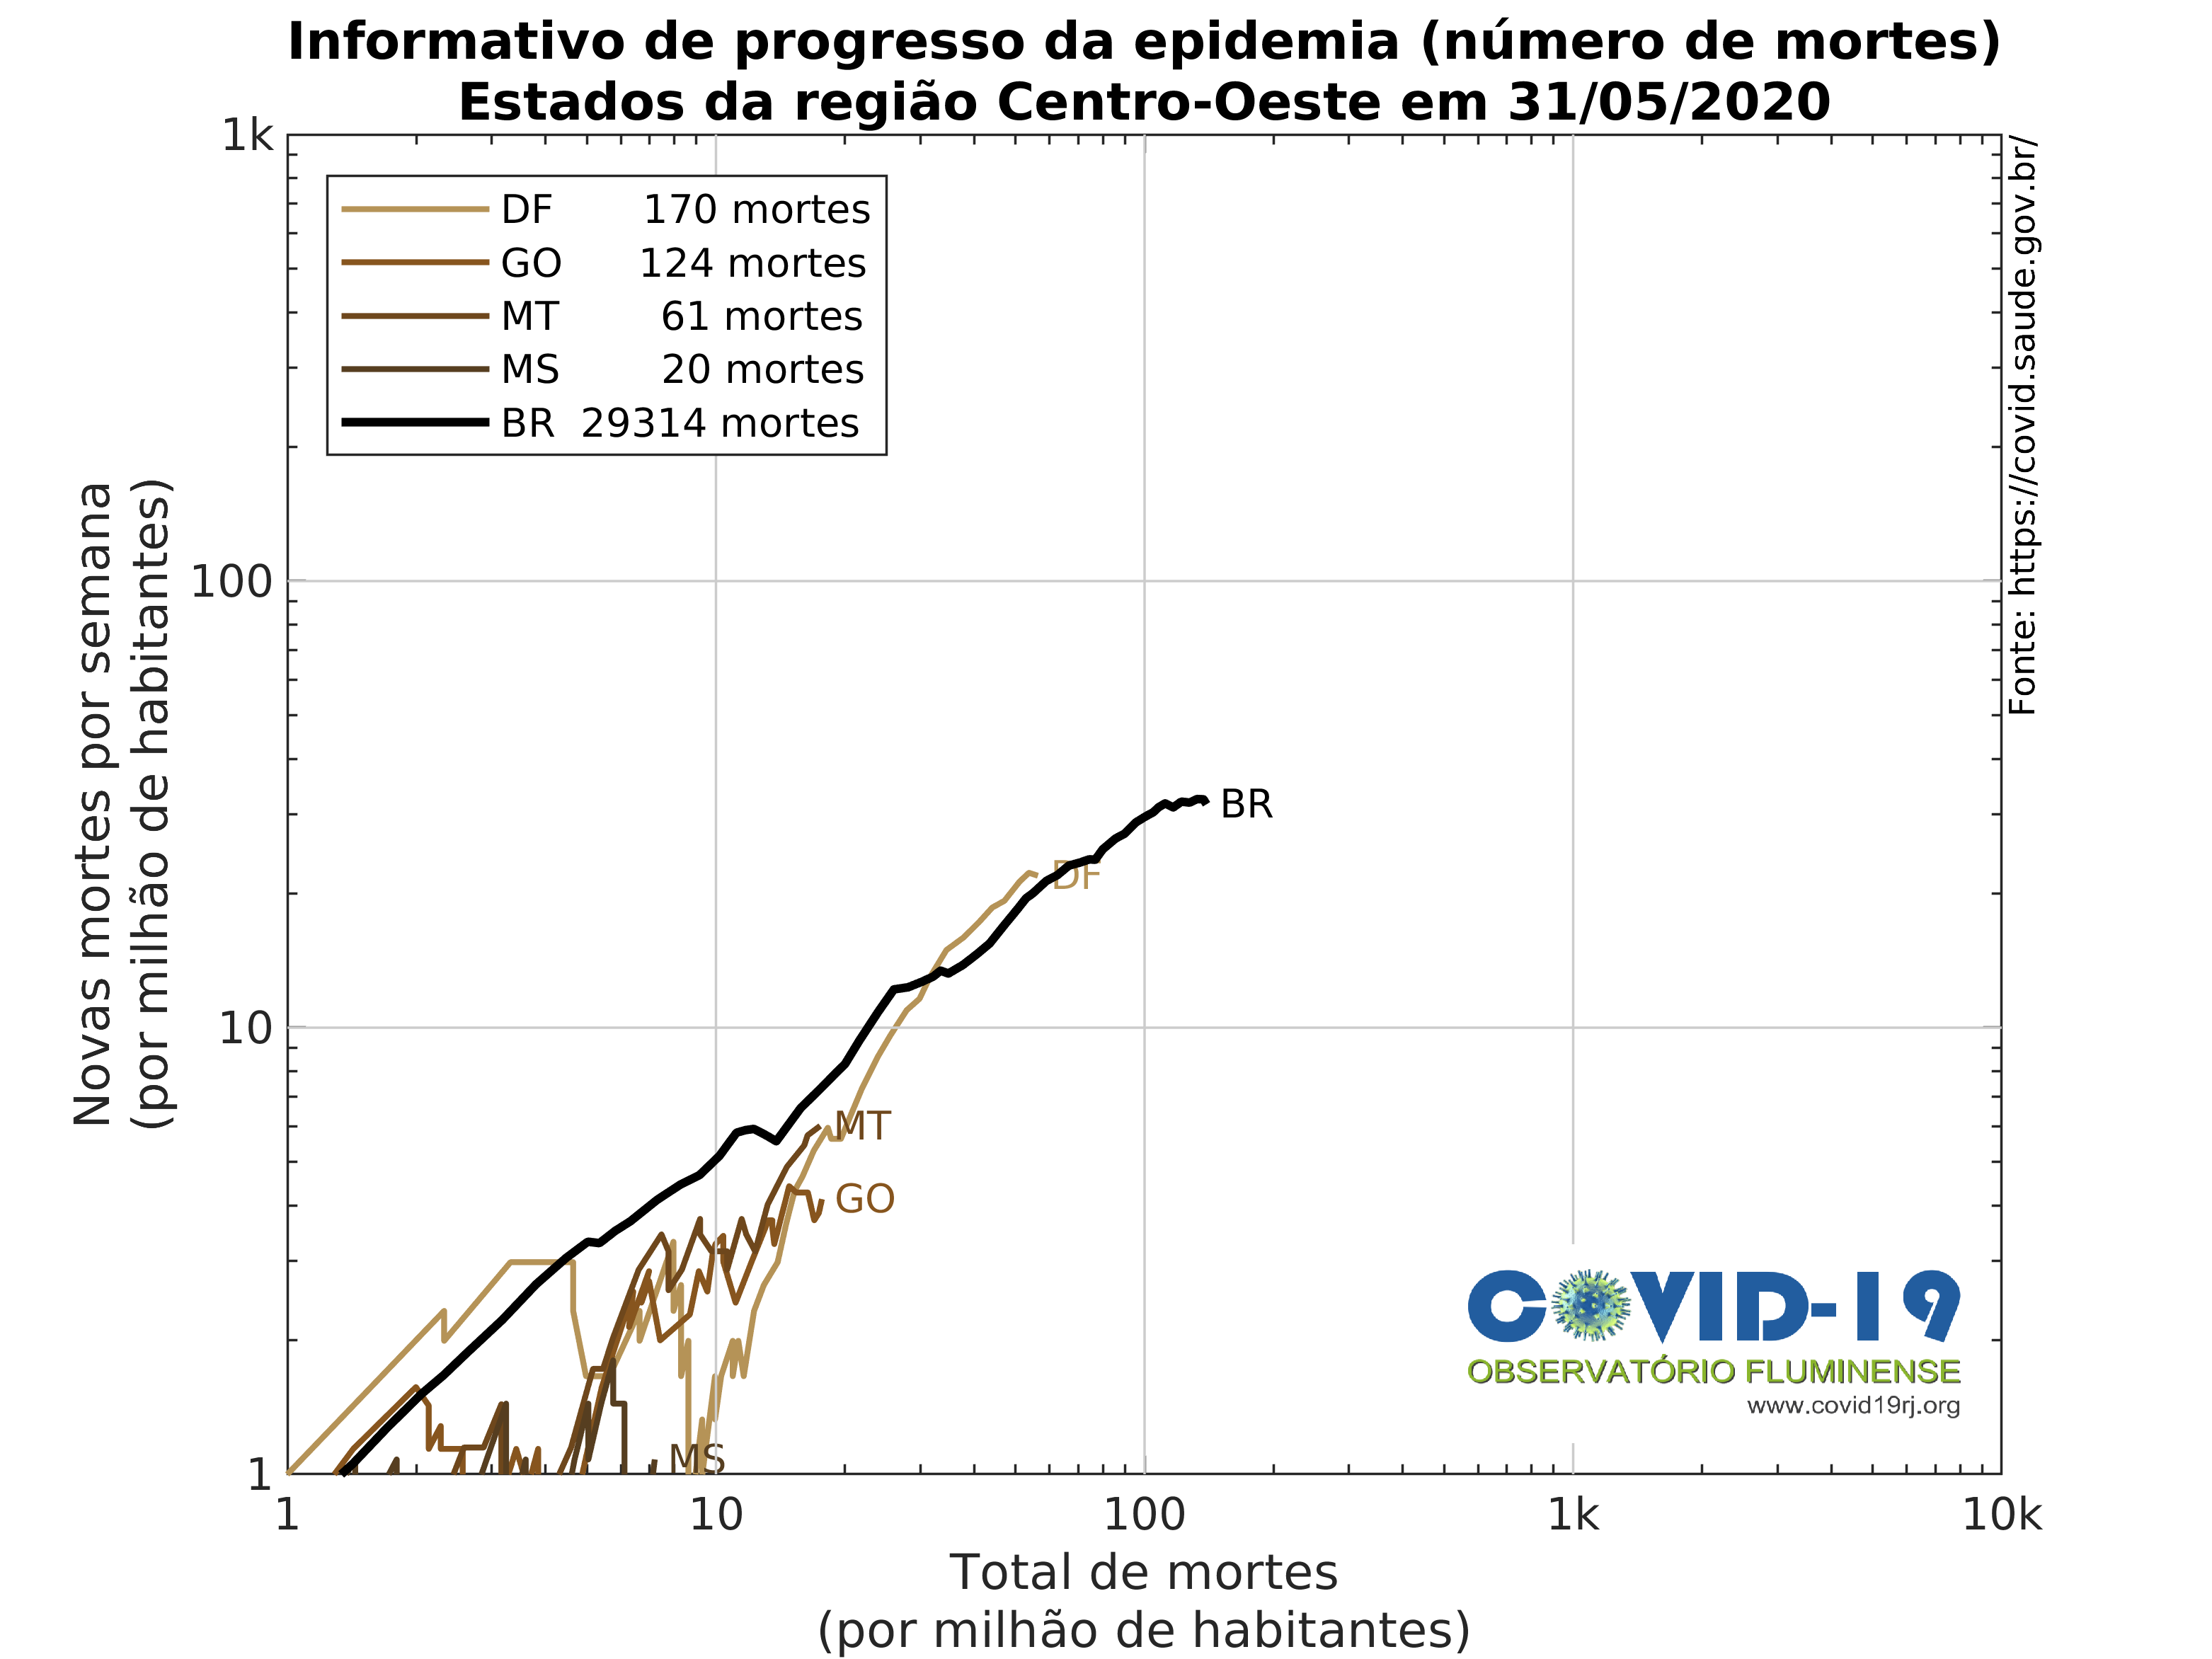 Informativo de progresso da epidemia (número de mortes)
Estados da região Centro-Oeste em 31/05/2020
1k
100
10
1
1
10
100
1k
10k
DF 170 mortes
GO 124 mortes
MT 61 mortes
MS 20 mortes
BR 29314 mortes
Novas mortes por semana
(por milhão de habitantes)
Fonte: https://covid.saude.gov.br/
BR
DF
MT
GO
MS
COVID-19
OBSERVATÓRIO FLUMINENSE
www.covid19rj.org
Total de mortes
(por milhão de habitantes)